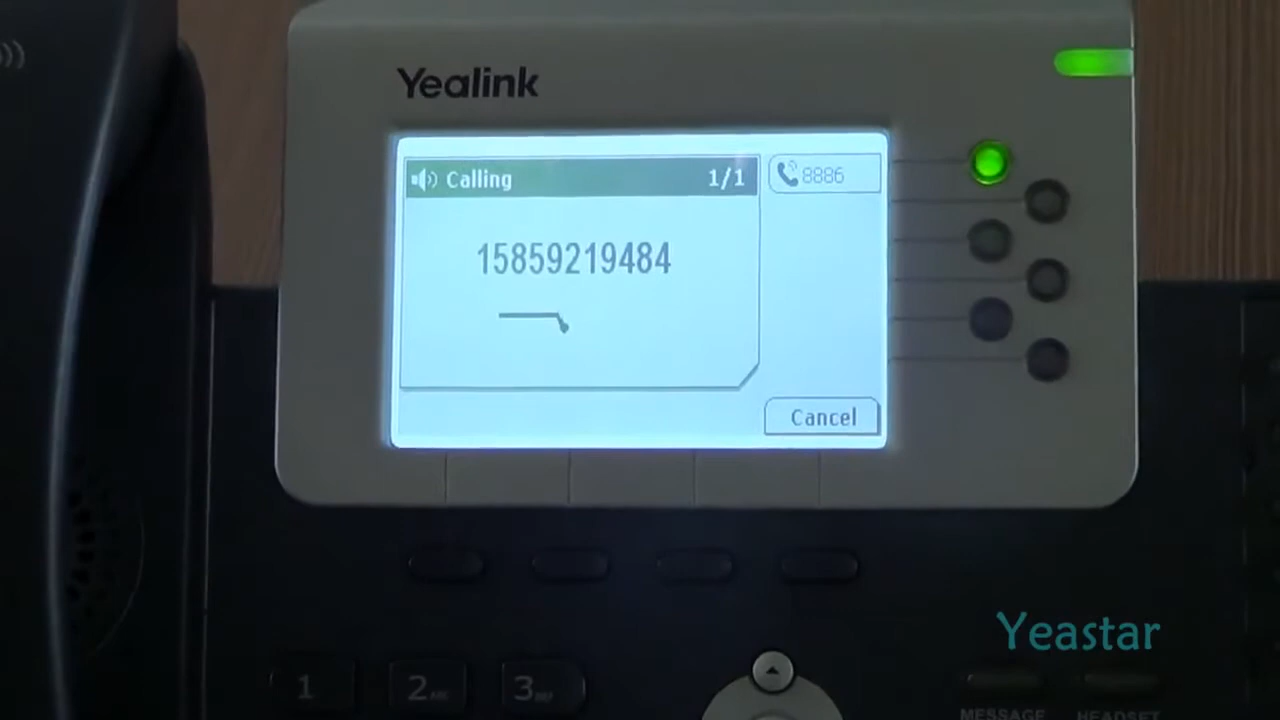 Yealink
Calling 1/1
8886
15859219484
Cancel
Yeastar
1 2 ABC 3 DEF
MESSAGE HEADSET